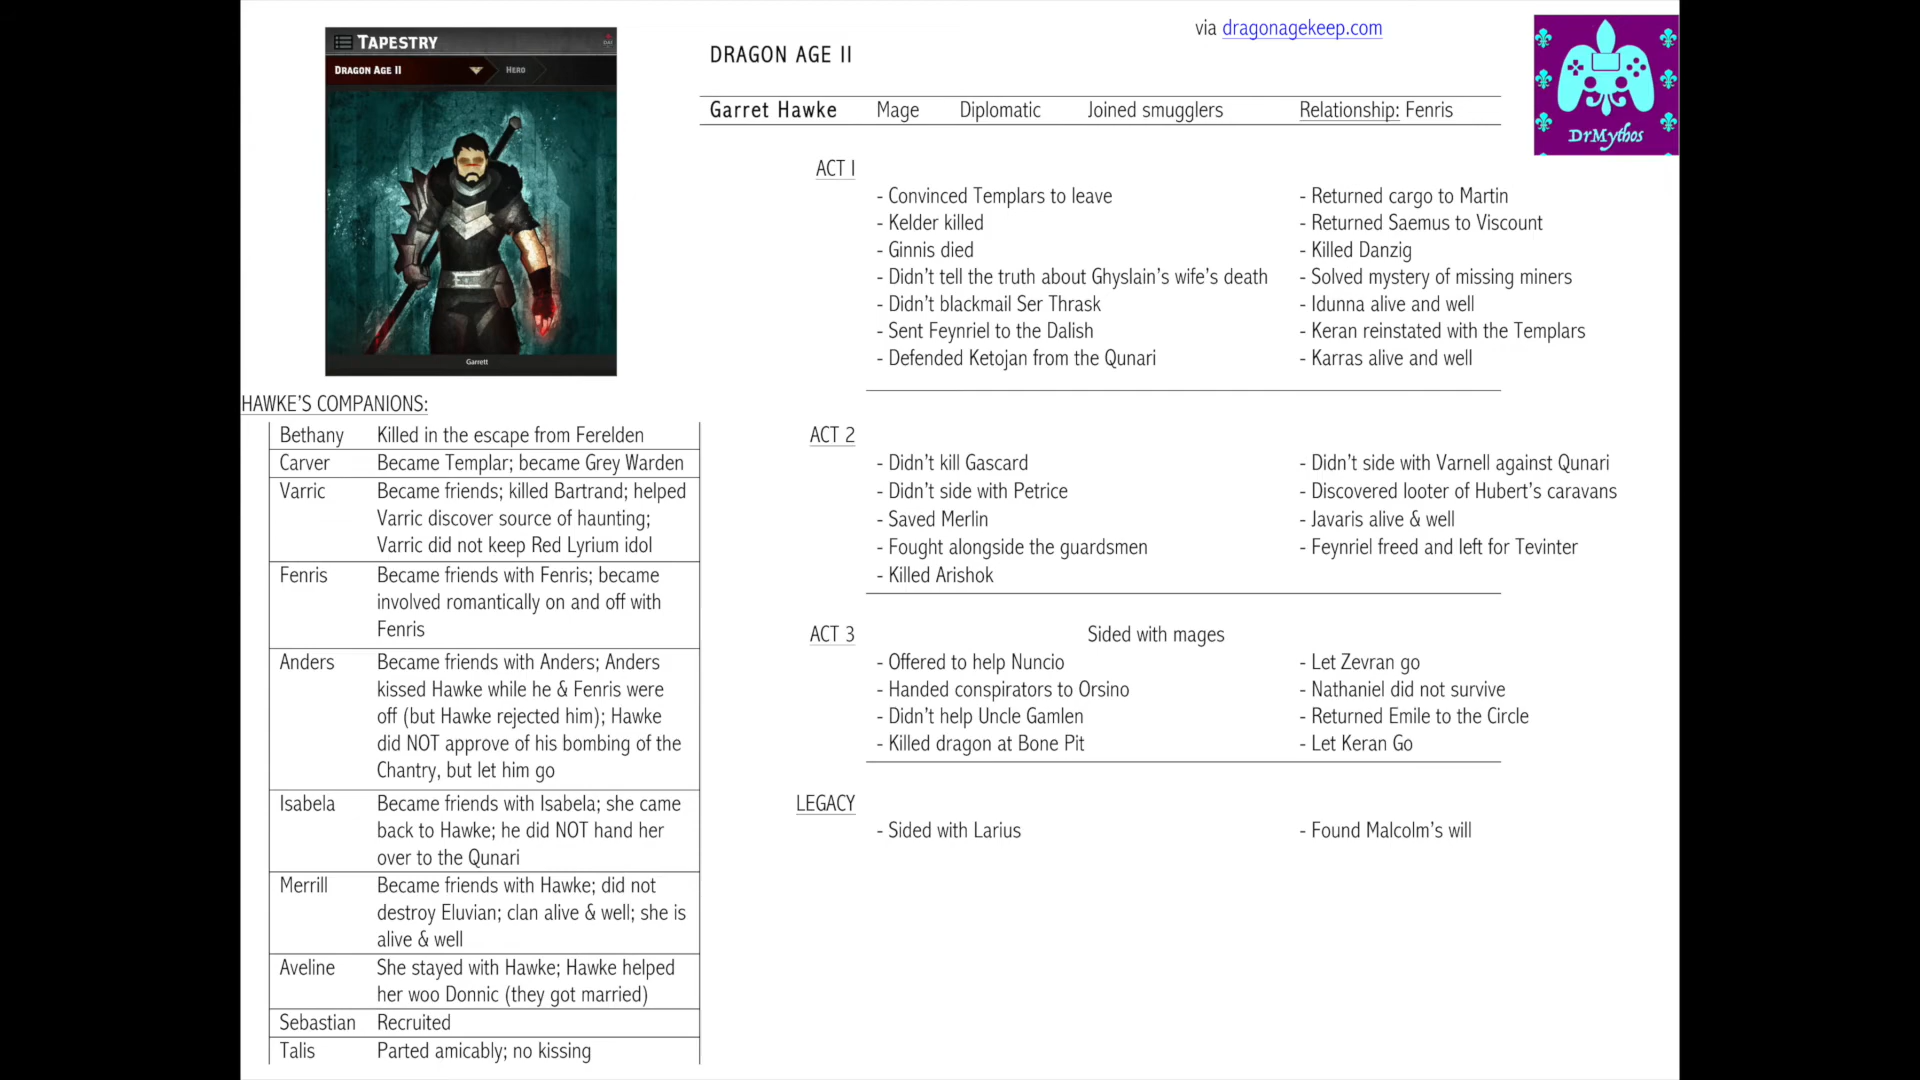 TAPESTRY
DRAGON AGE II
HERO
Garrett
DRAGON AGE II
via dragonagekeep.com
DrMythos
Garret Hawke Mage Diplomatic Joined smugglers Relationship: Fenris
ACT I
- Convinced Templars to leave
- Kelder killed
- Ginnis died
- Didn't tell the truth about Ghyslain's wife's death
- Didn't blackmail Ser Thrask
- Sent Feynriel to the Dalish
- Defended Ketojan from the Qunari
- Returned cargo to Martin
- Returned Saemus to Viscount
- Killed Danzig
- Solved mystery of missing miners
- Idunna alive and well
- Keran reinstated with the Templars
- Karras alive and well
HAWKE'S COMPANIONS:
Bethany Killed in the escape from Ferelden
Carver Became Templar; became Grey Warden
Varric Became friends; killed Bartrand; helped
Varric discover source of haunting;
Varric did not keep Red Lyrium idol
Fenris Became friends with Fenris; became
involved romantically on and off with
Fenris
Anders Became friends with Anders; Anders
kissed Hawke while he & Fenris were
off (but Hawke rejected him); Hawke
did NOT approve of his bombing of the
Chantry, but let him go
Isabela Became friends with Isabela; she came
back to Hawke; he did NOT hand her
over to the Qunari
Merrill Became friends with Hawke; did not
destroy Eluvian; clan alive & well; she is
alive & well
Aveline She stayed with Hawke; Hawke helped
her woo Donnic (they got married)
Sebastian Recruited
Talis Parted amicably; no kissing
ACT 2
- Didn't kill Gascard
- Didn't side with Petrice
- Saved Merlin
- Fought alongside the guardsmen
- Killed Arishok
- Didn't side with Varnell against Qunari
- Discovered looter of Hubert's caravans
- Javaris alive & well
- Feynriel freed and left for Tevinter
ACT 3
Sided with mages
- Offered to help Nuncio
- Handed conspirators to Orsino
- Didn't help Uncle Gamlen
- Killed dragon at Bone Pit
- Let Zevran go
- Nathaniel did not survive
- Returned Emile to the Circle
- Let Keran Go
LEGACY
- Sided with Larius
- Found Malcolm's will